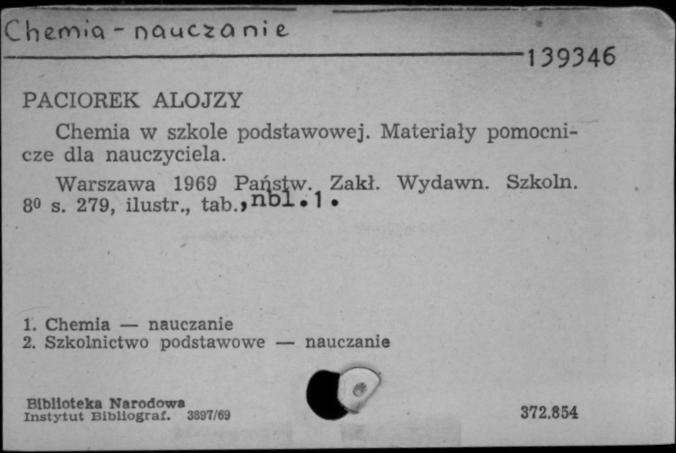 Chemia - nauczanie
139346
PACIOREK ALOJZY
Chemia w szkole podstawowej. Materiały pomocni-
cze dla nauczyciela.
Warszawa 1969 Państw. Zakł. Wydawn. Szkoln.
8⁰ s. 279, ilustr., tab., nbl. 1.
1. Chemia — nauczanie
2. Szkolnictwo podstawowe — nauczanie
Biblioteka Narodowa
Instytut Bibliograf. 3897/69
372.854